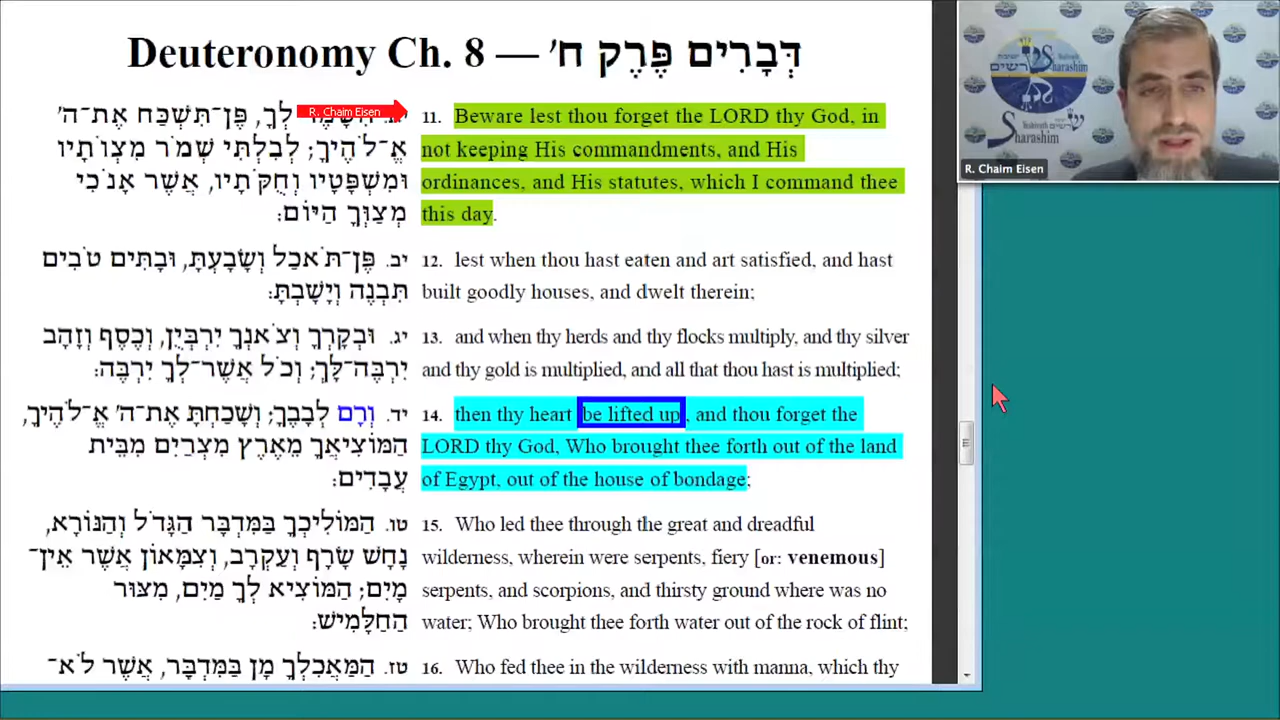 Deuteronomy Ch. 8 — דְּבָרִים פֶּרֶק ח׳
R. Chaim Eisen
לְךָ, פֶּן־תִּשְׁכַּח אֶת־ה׳
אֱ־לֹהֶיךָ; לְבִלְתִּי שְׁמֹר מִצְוֹתָיו
וּמִשְׁפָּטָיו וְחֻקֹּתָיו, אֲשֶׁר אָנֹכִי
מְצַוְּךָ הַיּוֹם:
11. Beware lest thou forget the LORD thy God, in
not keeping His commandments, and His
ordinances, and His statutes, which I command thee
this day.
יב. פֶּן־תֹּאכַל וְשָׂבָעְתָּ, וּבָתִּים טֹבִים
תִּבְנֶה וְיָשָׁבְתָּ:
12. lest when thou hast eaten and art satisfied, and hast
built goodly houses, and dwelt therein;
יג. וּבְקָרְךָ וְצֹאנְךָ יִרְבְּיֻן, וְכֶסֶף וְזָהָב
יִרְבֶּה־לָּךְ; וְכֹל אֲשֶׁר־לְךָ יִרְבֶּה:
13. and when thy herds and thy flocks multiply, and thy silver
and thy gold is multiplied, and all that thou hast is multiplied;
יד. וְרָם לְבָבֶךָ; וְשָׁכַחְתָּ אֶת־ה׳ אֱ־לֹהֶיךָ,
הַמּוֹצִיאֲךָ מֵאֶרֶץ מִצְרַיִם מִבֵּית
עֲבָדִים:
14. then thy heart be lifted up, and thou forget the
LORD thy God, Who brought thee forth out of the land
of Egypt, out of the house of bondage;
טו. הַמּוֹלִיכְךָ בַּמִּדְבָּר הַגָּדֹל וְהַנּוֹרָא,
נָחָשׁ שָׂרָף וְעַקְרָב, וְצִמָּאוֹן אֲשֶׁר אֵין־
מָיִם; הַמּוֹצִיא לְךָ מַיִם, מִצּוּר
הַחַלָּמִישׁ:
15. Who led thee through the great and dreadful
wilderness, wherein were serpents, fiery [or: venemous]
serpents, and scorpions, and thirsty ground where was no
water; Who brought thee forth water out of the rock of flint;
טז. הַמַּאֲכִלְךָ מָן בַּמִּדְבָּר, אֲשֶׁר לֹא־
16. Who fed thee in the wilderness with manna, which thy
Yeshivath
Sharashim
שרשים
R. Chaim Eisen